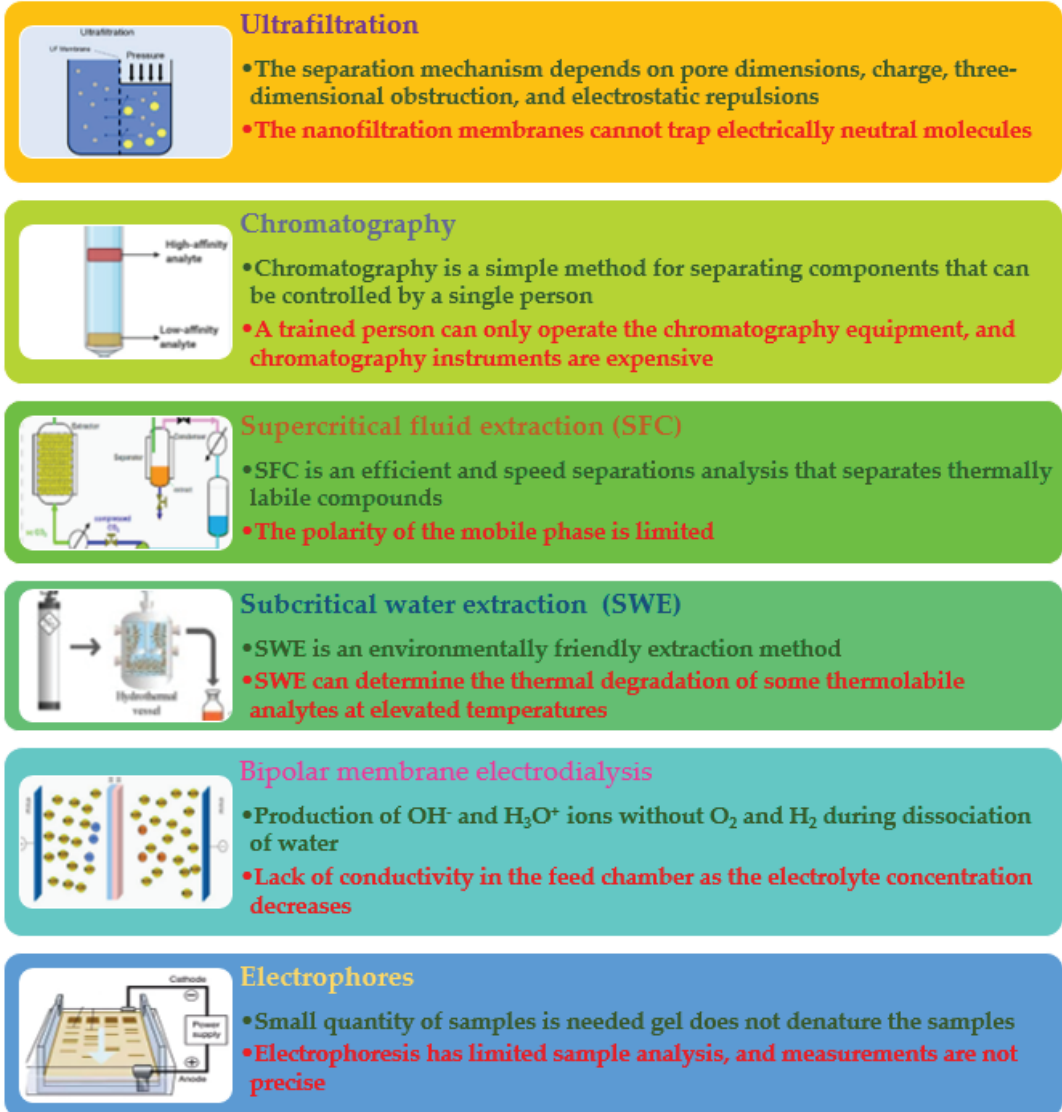 Ultrafiltration
Ultrafiltration
UF Membrane
Pressure
•The separation mechanism depends on pore dimensions, charge, three-
dimensional obstruction, and electrostatic repulsions
•The nanofiltration membranes cannot trap electrically neutral molecules
Chromatography
High-affinity
analyte
Low-affinity
analyte
•Chromatography is a simple method for separating components that can
be controlled by a single person
•A trained person can only operate the chromatography equipment, and
chromatography instruments are expensive
Supercritical fluid extraction (SFC)
Extractor
Condenser
Separator
compressed
CO₂
•SFC is an efficient and speed separations analysis that separates thermally
labile compounds
•The polarity of the mobile phase is limited
Subcritical water extraction (SWE)
Hydrothermal
vessel
•SWE is an environmentally friendly extraction method
•SWE can determine the thermal degradation of some thermolabile
analytes at elevated temperatures
Bipolar membrane electrodialysis
•Production of OH⁻ and H₃O⁺ ions without O₂ and H₂ during dissociation
of water
•Lack of conductivity in the feed chamber as the electrolyte concentration
decreases
Electrophores
Cathode
Power
supply
Anode
•Small quantity of samples is needed gel does not denature the samples
•Electrophoresis has limited sample analysis, and measurements are not
precise